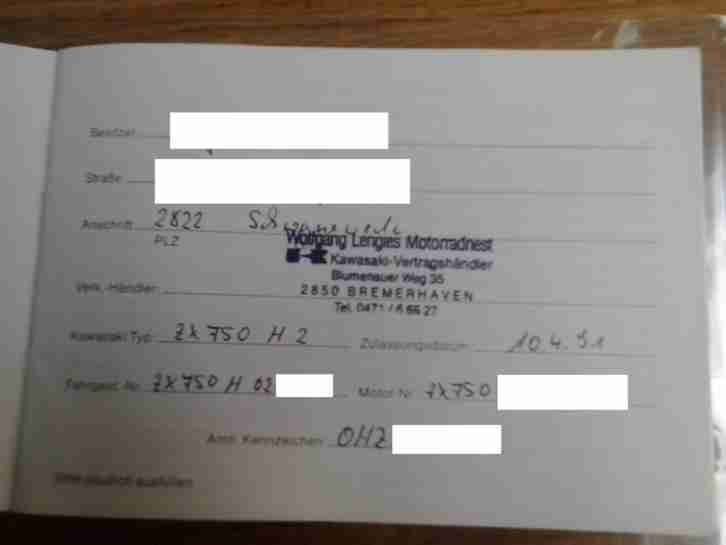 Besitzer
Straße
Anschrift 2822 Schwanewede
PLZ
Wolfgang Lengies Motorradnest
Kawasaki-Vertragshändler
Blumenauer Weg 35
2850 BREMERHAVEN
Tel. 0471 / 6 66 27
Verk.-Händler
Kawasaki Typ ZX 750 H 2 Zulassungsdatum 10.4.91
Fahrgest. Nr. ZX750 H 02 Motor Nr. ZX750
Amtl. Kennzeichen OHZ
Bitte deutlich ausfüllen